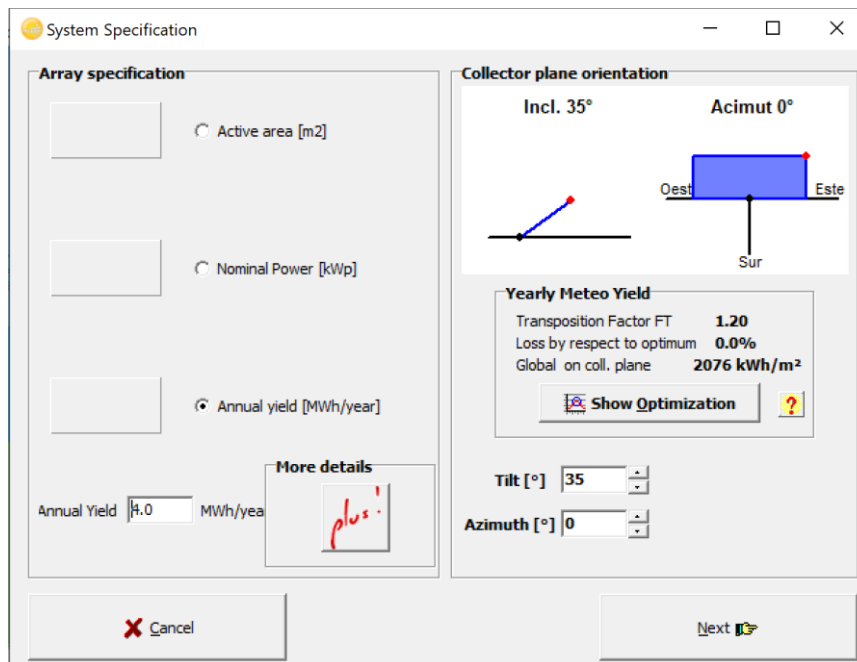 System Specification
Array specification
Active area [m2]
Nominal Power [kWp]
Annual yield [MWh/year]
More details
Annual Yield 4.0 MWh/yea
plus!
Cancel
Collector plane orientation
Incl. 35° Acimut 0°
Oest Este
Sur
Yearly Meteo Yield
Transposition Factor FT 1.20
Loss by respect to optimum 0.0%
Global on coll. plane 2076 kWh/m²
Show Optimization ?
Tilt [°] 35
Azimuth [°] 0
Next